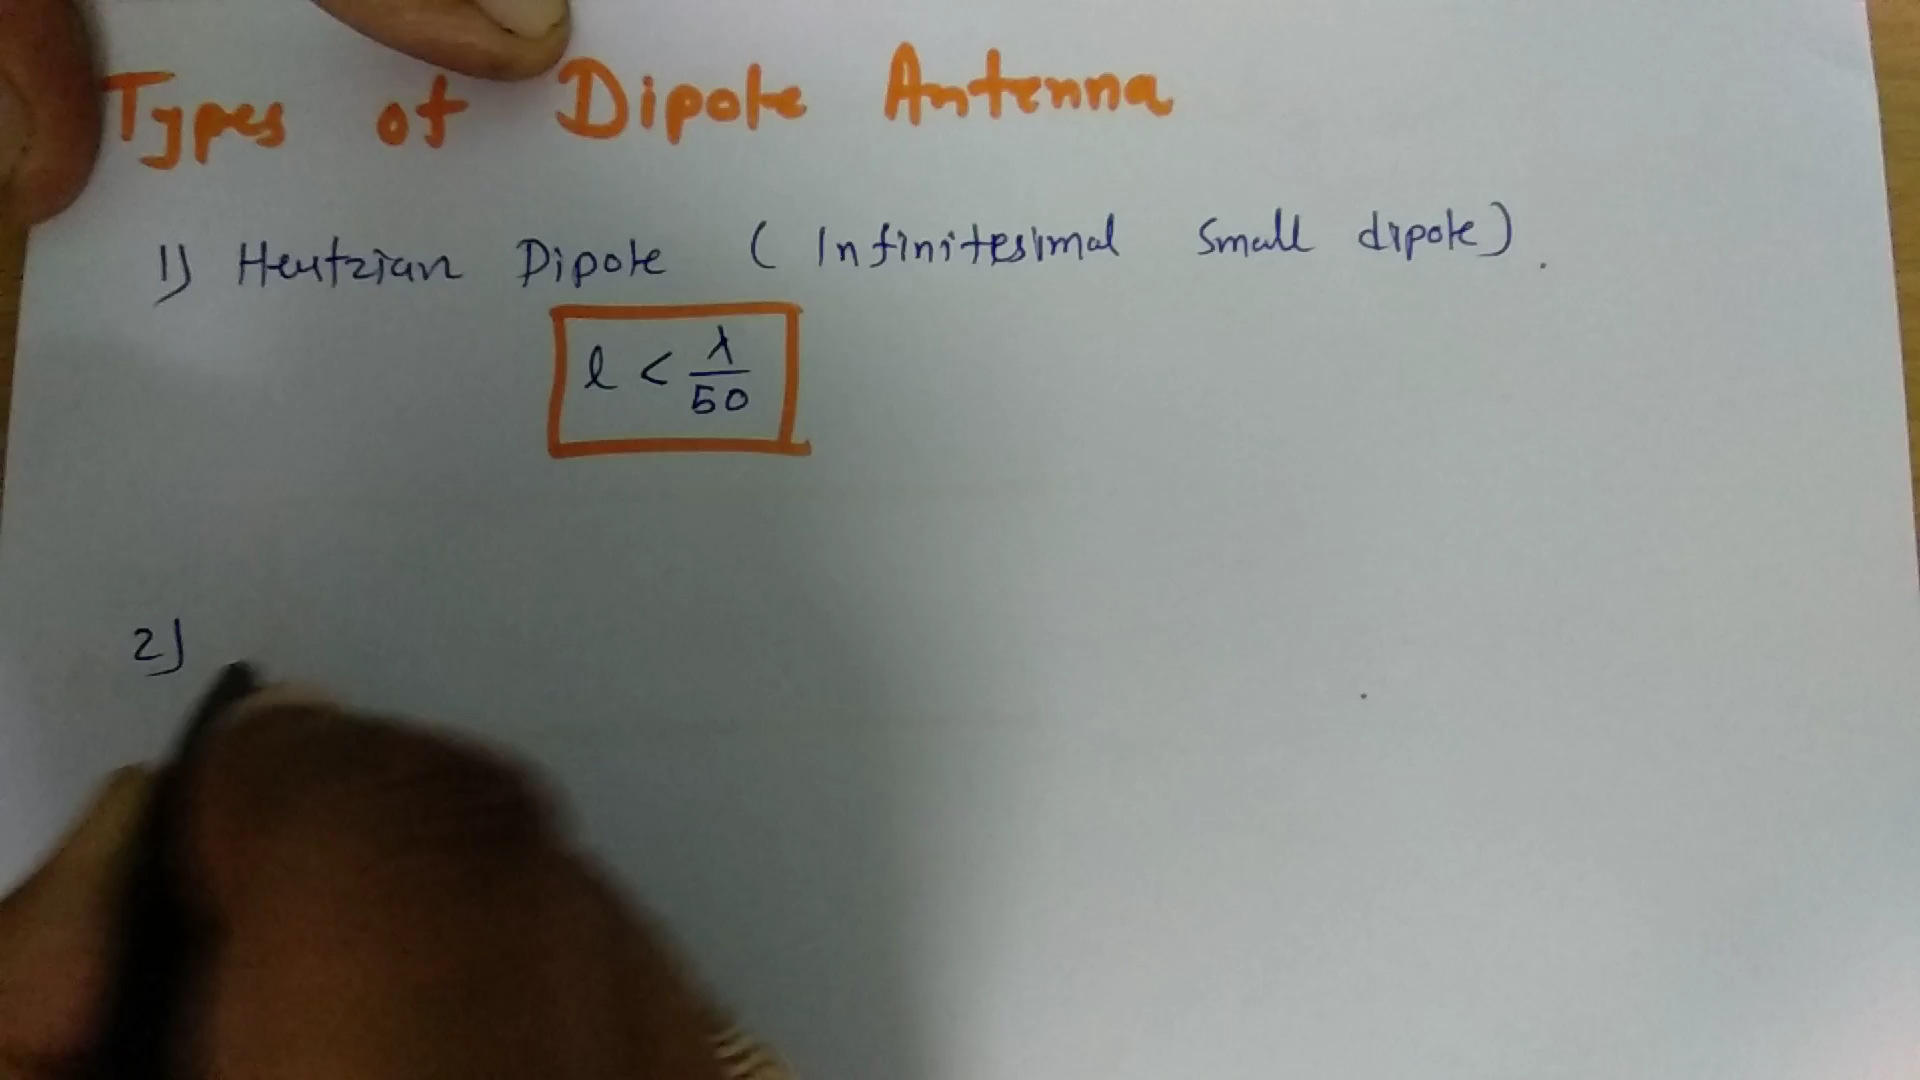 Types of Dipole Antenna
1) Hertzian Dipole ( Infinitesimal Small dipole).
l < λ/50
2)